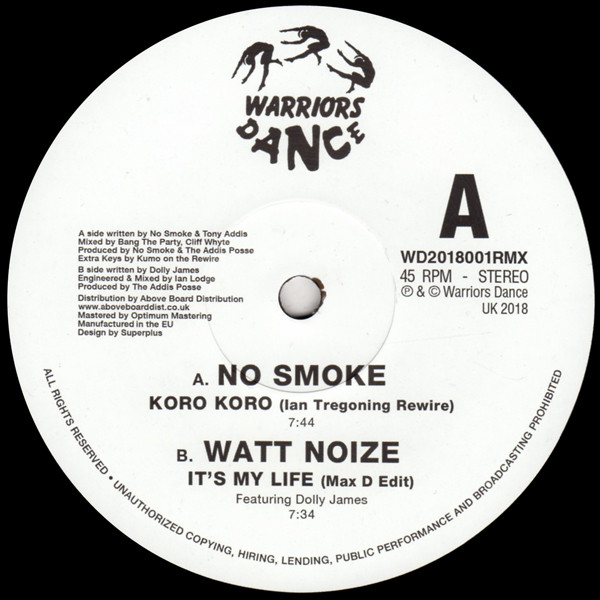 WARRIORS
DANCE
A
A side written by No Smoke & Tony Addis
Mixed by Bang The Party, Cliff Whyte
Produced by No Smoke & The Addis Posse
Extra Keys by Kumo on the Rewire
B side written by Dolly James
Engineered & Mixed by Ian Lodge
Produced by The Addis Posse
Distribution by Above Board Distribution
www.aboveboarddist.co.uk
Mastered by Optimum Mastering
Manufactured in the EU
Design by Superplus
WD2018001RMX
45 RPM - STEREO
℗ & © Warriors Dance
UK 2018
A. NO SMOKE
KORO KORO (Ian Tregoning Rewire)
7:44
B. WATT NOIZE
IT'S MY LIFE (Max D Edit)
Featuring Dolly James
7:34
ALL RIGHTS RESERVED • UNAUTHORIZED COPYING, HIRING, LENDING, PUBLIC PERFORMANCE AND BROADCASTING PROHIBITED